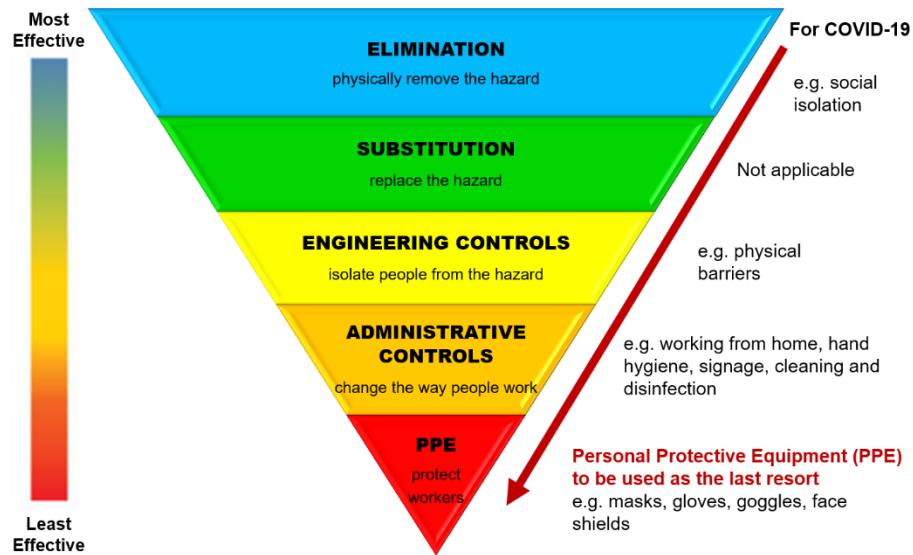 Most
Effective
ELIMINATION
physically remove the hazard
For COVID-19
e.g. social
isolation
SUBSTITUTION
replace the hazard
Not applicable
ENGINEERING CONTROLS
isolate people from the hazard
e.g. physical
barriers
ADMINISTRATIVE
CONTROLS
change the way people work
e.g. working from home, hand
hygiene, signage, cleaning and
disinfection
PPE
protect
workers
Personal Protective Equipment (PPE)
to be used as the last resort
e.g. masks, gloves, goggles, face
shields
Least
Effective